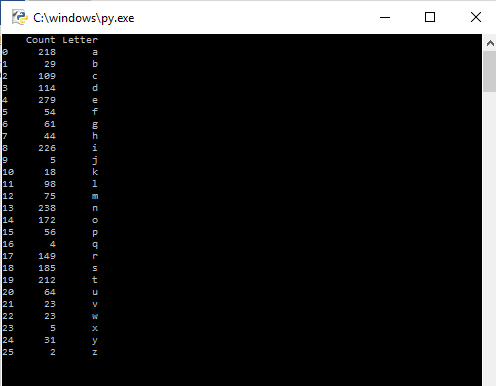 C:\windows\py.exe
Count Letter
0 218 a
1 29 b
2 109 c
3 114 d
4 279 e
5 54 f
6 61 g
7 44 h
8 226 i
9 5 j
10 18 k
11 98 l
12 75 m
13 238 n
14 172 o
15 56 p
16 4 q
17 149 r
18 185 s
19 212 t
20 64 u
21 23 v
22 23 w
23 5 x
24 31 y
25 2 z